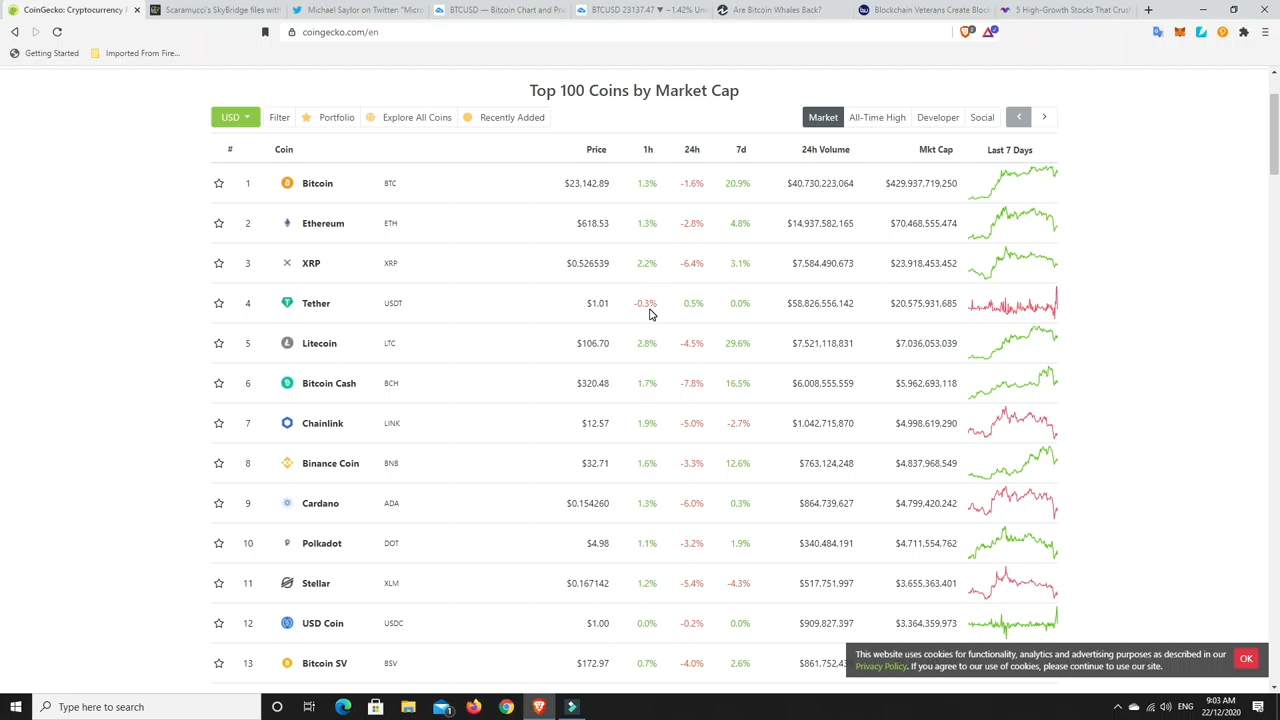 CoinGecko: Cryptocurrency P
Scaramucci's SkyBridge files with
Michael Saylor on Twitter: "Micro
BTCUSD — Bitcoin Chart and Pri
BTCUSD 23137.47 ▼ −1.42% Un
Are Bitcoin Whales Back?
Blockchain Veterans Create Block
5 High-Growth Stocks That Crus
coingecko.com/en
Getting Started Imported From Fire...
Top 100 Coins by Market Cap
USD Filter Portfolio Explore All Coins Recently Added Market All-Time High Developer Social
# Coin Price 1h 24h 7d 24h Volume Mkt Cap Last 7 Days
1 Bitcoin BTC $23,142.89 1.3% -1.6% 20.9% $40,730,223,064 $429,937,719,250
2 Ethereum ETH $618.53 1.3% -2.8% 4.8% $14,937,582,165 $70,468,555,474
3 XRP XRP $0.526539 2.2% -6.4% 3.1% $7,584,490,673 $23,918,453,452
4 Tether USDT $1.01 -0.3% 0.5% 0.0% $58,826,556,142 $20,575,931,685
5 Litecoin LTC $106.70 2.8% -4.5% 29.6% $7,521,118,831 $7,036,053,039
6 Bitcoin Cash BCH $320.48 1.7% -7.8% 16.5% $6,008,555,559 $5,962,693,118
7 Chainlink LINK $12.57 1.9% -5.0% -2.7% $1,042,715,870 $4,998,619,290
8 Binance Coin BNB $32.71 1.6% -3.3% 12.6% $763,124,248 $4,837,968,549
9 Cardano ADA $0.154260 1.3% -6.0% 0.3% $864,739,627 $4,799,420,242
10 Polkadot DOT $4.98 1.1% -3.2% 1.9% $340,484,191 $4,711,554,762
11 Stellar XLM $0.167142 1.2% -5.4% -4.3% $517,751,997 $3,655,363,401
12 USD Coin USDC $1.00 0.0% -0.2% 0.0% $909,827,397 $3,364,359,973
13 Bitcoin SV BSV $172.97 0.7% -4.0% 2.6% $861,752,4
This website uses cookies for functionality, analytics and advertising purposes as described in our
Privacy Policy. If you agree to our use of cookies, please continue to use our site.
OK
Type here to search
ENG
9:03 AM
22/12/2020